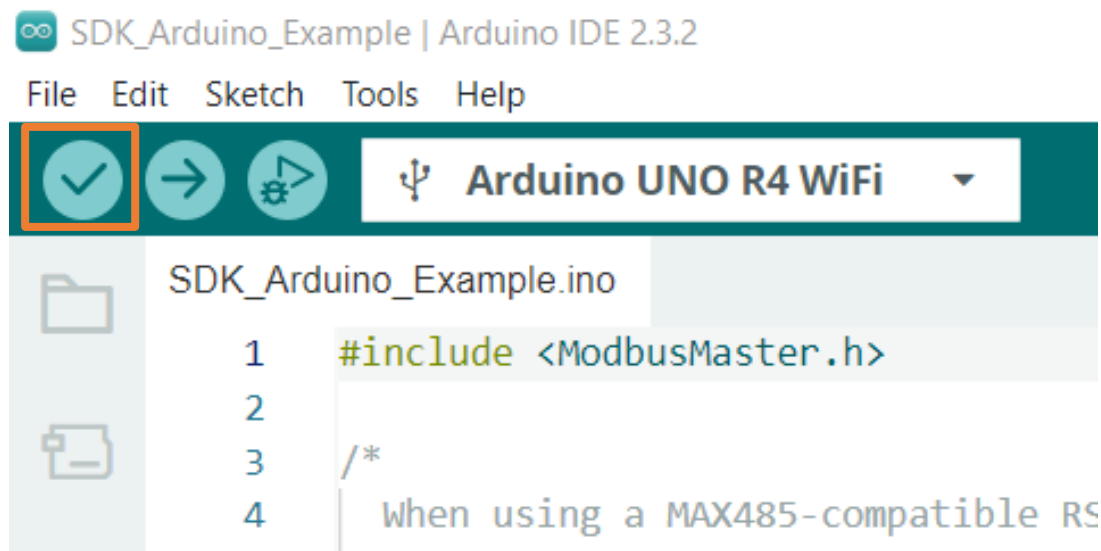 SDK_Arduino_Example | Arduino IDE 2.3.2
File Edit Sketch Tools Help
Arduino UNO R4 WiFi
SDK_Arduino_Example.ino
1 #include <ModbusMaster.h>
2
3 /*
4 When using a MAX485-compatible RS